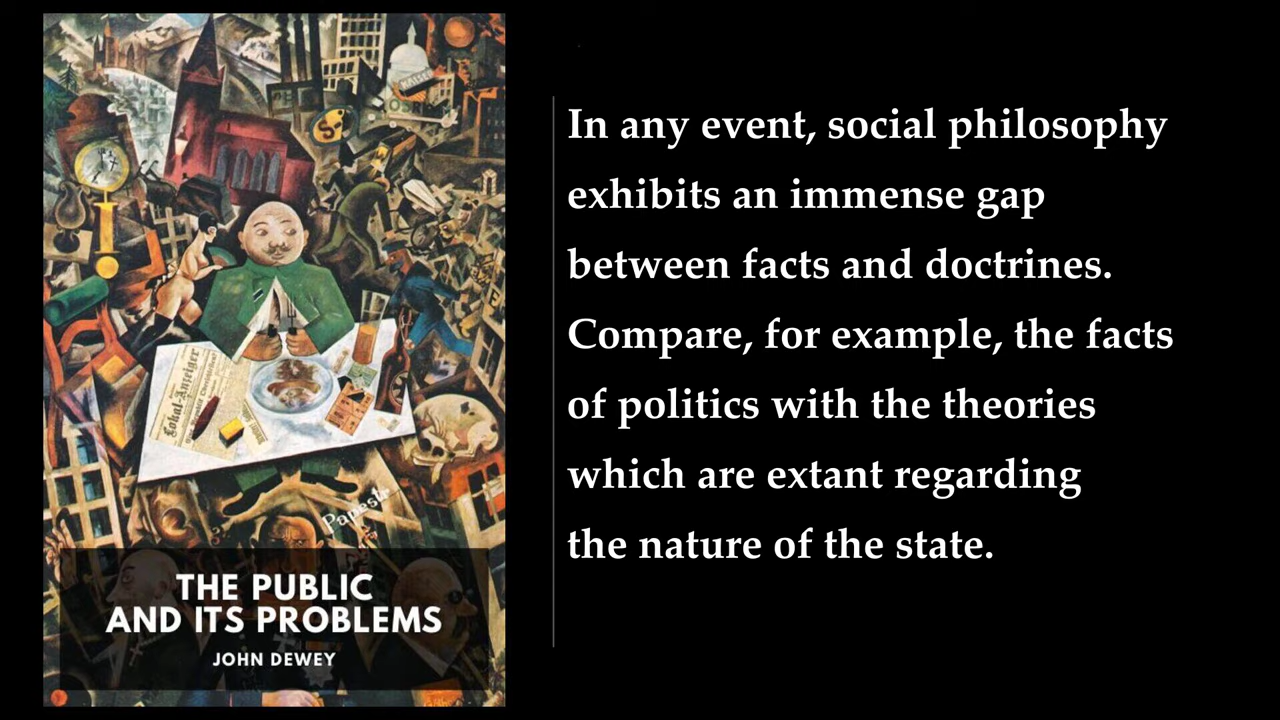 In any event, social philosophy
exhibits an immense gap
between facts and doctrines.
Compare, for example, the facts
of politics with the theories
which are extant regarding
the nature of the state.
Lokal-Anzeiger
THE PUBLIC
AND ITS PROBLEMS
JOHN DEWEY